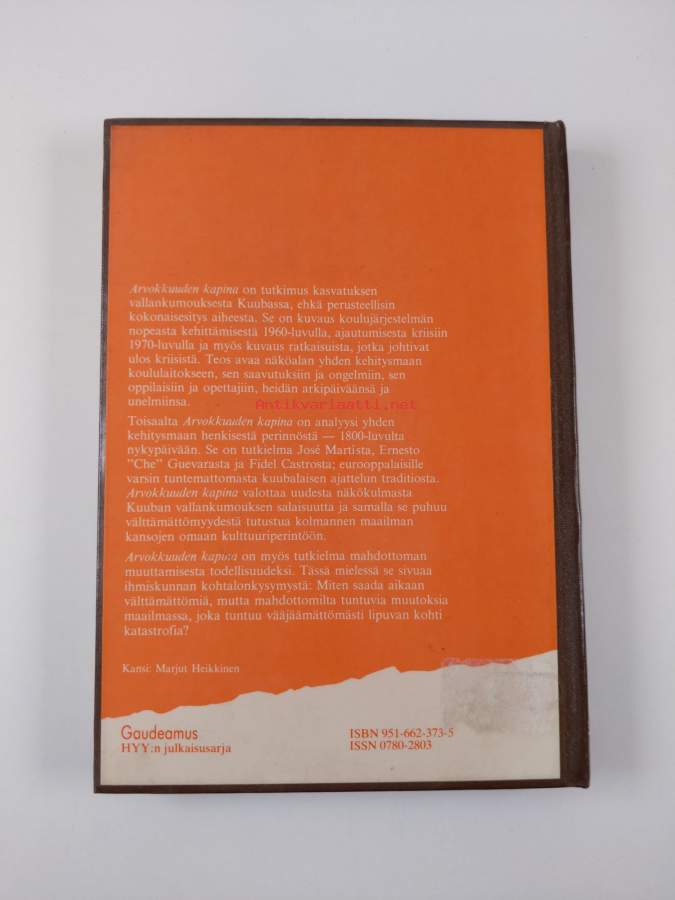 Arvokkuuden kapina on tutkimus kasvatuksen
vallankumouksesta Kuubassa, ehkä perusteellisin
kokonaisesitys aiheesta. Se on kuvaus koulujärjestelmän
nopeasta kehittämisestä 1960-luvulla, ajautumisesta kriisiin
1970-luvulla ja myös kuvaus ratkaisuista, jotka johtivat
ulos kriisistä. Teos avaa näköalan yhden kehitysmaan
koululaitokseen, sen saavutuksiin ja ongelmiin, sen
oppilaisiin ja opettajiin, heidän arkipäiväänsä ja
unelmiinsa.
Antikvariaatti.net
Toisaalta Arvokkuuden kapina on analyysi yhden
kehitysmaan henkisestä perinnöstä — 1800-luvulta
nykypäivään. Se on tutkielma José Martista, Ernesto
"Che" Guevarasta ja Fidel Castrosta; eurooppalaisille
varsin tuntemattomasta kuubalaisen ajattelun traditiosta.
Arvokkuuden kapina valottaa uudesta näkökulmasta
Kuuban vallankumouksen salaisuutta ja samalla se puhuu
välttämättömyydestä tutustua kolmannen maailman
kansojen omaan kulttuuriperintöön.
Arvokkuuden kapina on myös tutkielma mahdottoman
muuttamisesta todellisuudeksi. Tässä mielessä se sivuaa
ihmiskunnan kohtalonkysymystä: Miten saada aikaan
välttämättömiä, mutta mahdottomilta tuntuvia muutoksia
maailmassa, joka tuntuu vääjäämättömästi lipuvan kohti
katastrofia?
Kansi: Marjut Heikkinen
Gaudeamus
HYY:n julkaisusarja
ISBN 951-662-373-5
ISSN 0780-2803